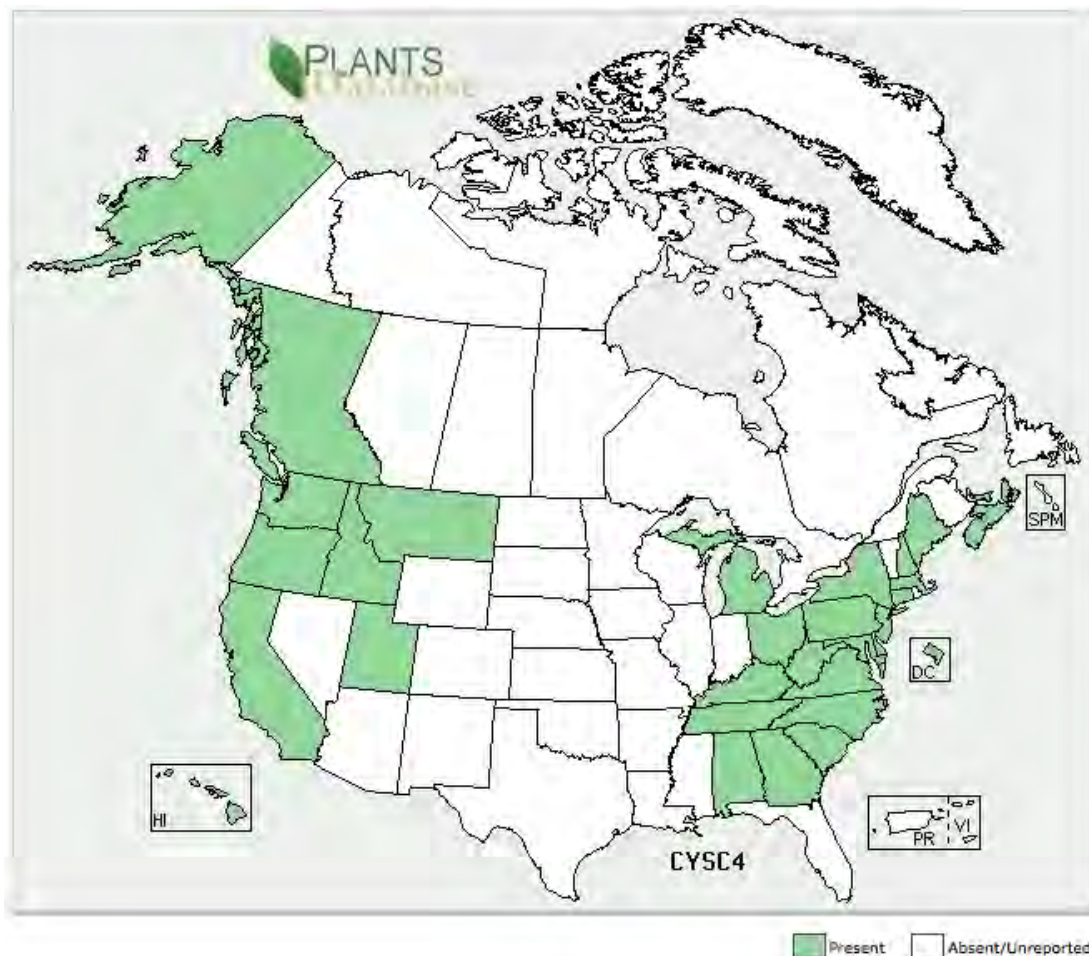 PLANTS
SPM
DC
HI
PR
VI
CYSC4
Present
Absent/Unreported